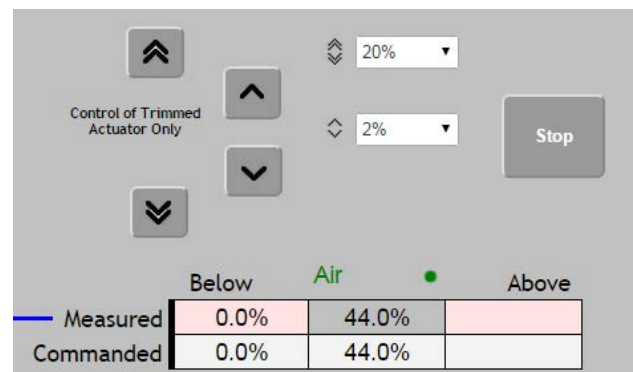 20%
Control of Trimmed
Actuator Only
2%
Stop
Below Air Above
Measured 0.0% 44.0%
Commanded 0.0% 44.0%